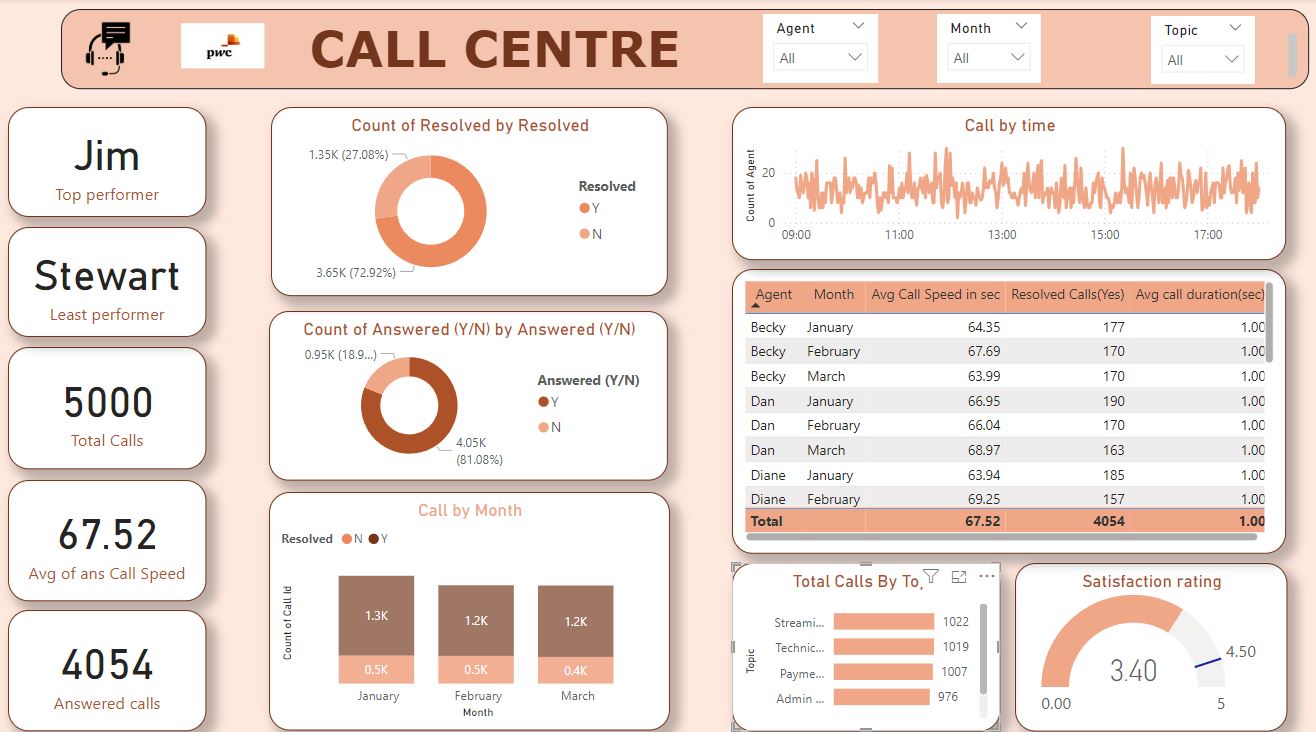 pwc
CALL CENTRE
Agent
All
Month
All
Topic
All
Jim
Top performer
Stewart
Least performer
5000
Total Calls
67.52
Avg of ans Call Speed
4054
Answered calls
Count of Resolved by Resolved
1.35K (27.08%)
3.65K (72.92%)
Resolved
Y
N
Count of Answered (Y/N) by Answered (Y/N)
0.95K (18.9...)
4.05K
(81.08%)
Answered (Y/N)
Y
N
Call by Month
Resolved N Y
Count of Call Id
1.3K 1.2K 1.2K
0.5K 0.5K 0.4K
January February March
Month
Call by time
Count of Agent
20
0
09:00 11:00 13:00 15:00 17:00
Agent Month Avg Call Speed in sec Resolved Calls(Yes) Avg call duration(sec)
Becky January 64.35 177 1.00
Becky February 67.69 170 1.00
Becky March 63.99 170 1.00
Dan January 66.95 190 1.00
Dan February 66.04 170 1.00
Dan March 68.97 163 1.00
Diane January 63.94 185 1.00
Diane February 69.25 157 1.00
Total 67.52 4054 1.00
Total Calls By To
Topic
Streami... 1022
Technic... 1019
Payme... 1007
Admin ... 976
Satisfaction rating
3.40
4.50
0.00
5